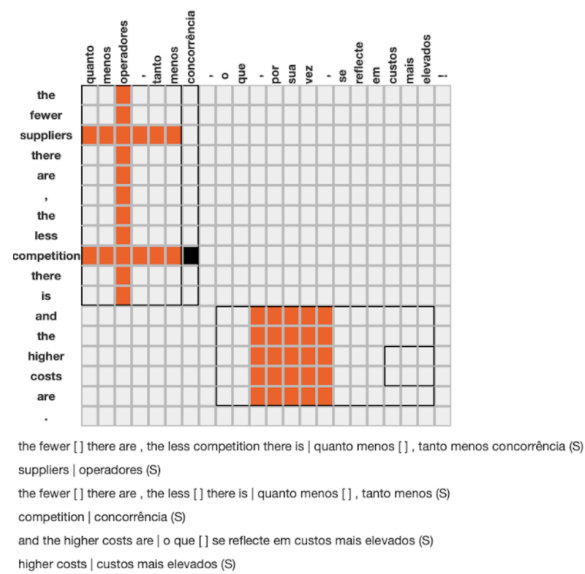 quanto
menos
operadores
,
tanto
menos
concorrência
,
o
que
,
por
sua
vez
,
se
reflecte
em
custos
mais
elevados
!
the
fewer
suppliers
there
are
,
the
less
competition
there
is
and
the
higher
costs
are
.
the fewer [ ] there are , the less competition there is | quanto menos [ ] , tanto menos concorrência (S)
suppliers | operadores (S)
the fewer [ ] there are , the less [ ] there is | quanto menos [ ] , tanto menos (S)
competition | concorrência (S)
and the higher costs are | o que [ ] se reflecte em custos mais elevados (S)
higher costs | custos mais elevados (S)